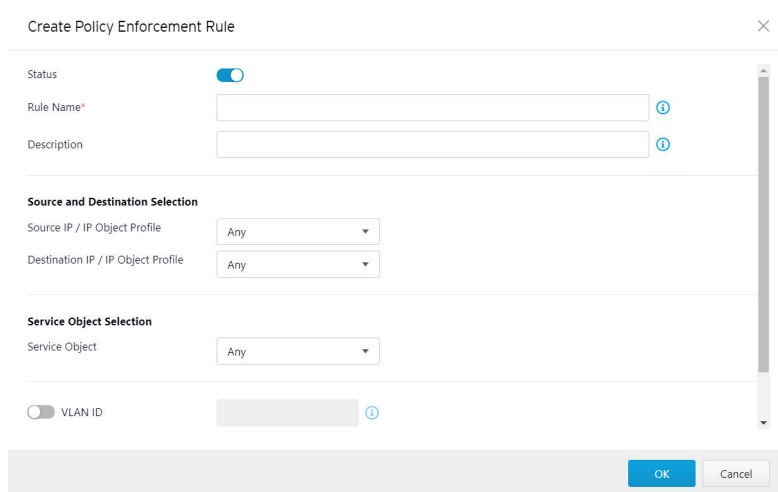 Create Policy Enforcement Rule
Status
Rule Name*
Description
Source and Destination Selection
Source IP / IP Object Profile
Any
Destination IP / IP Object Profile
Any
Service Object Selection
Service Object
Any
VLAN ID
OK
Cancel